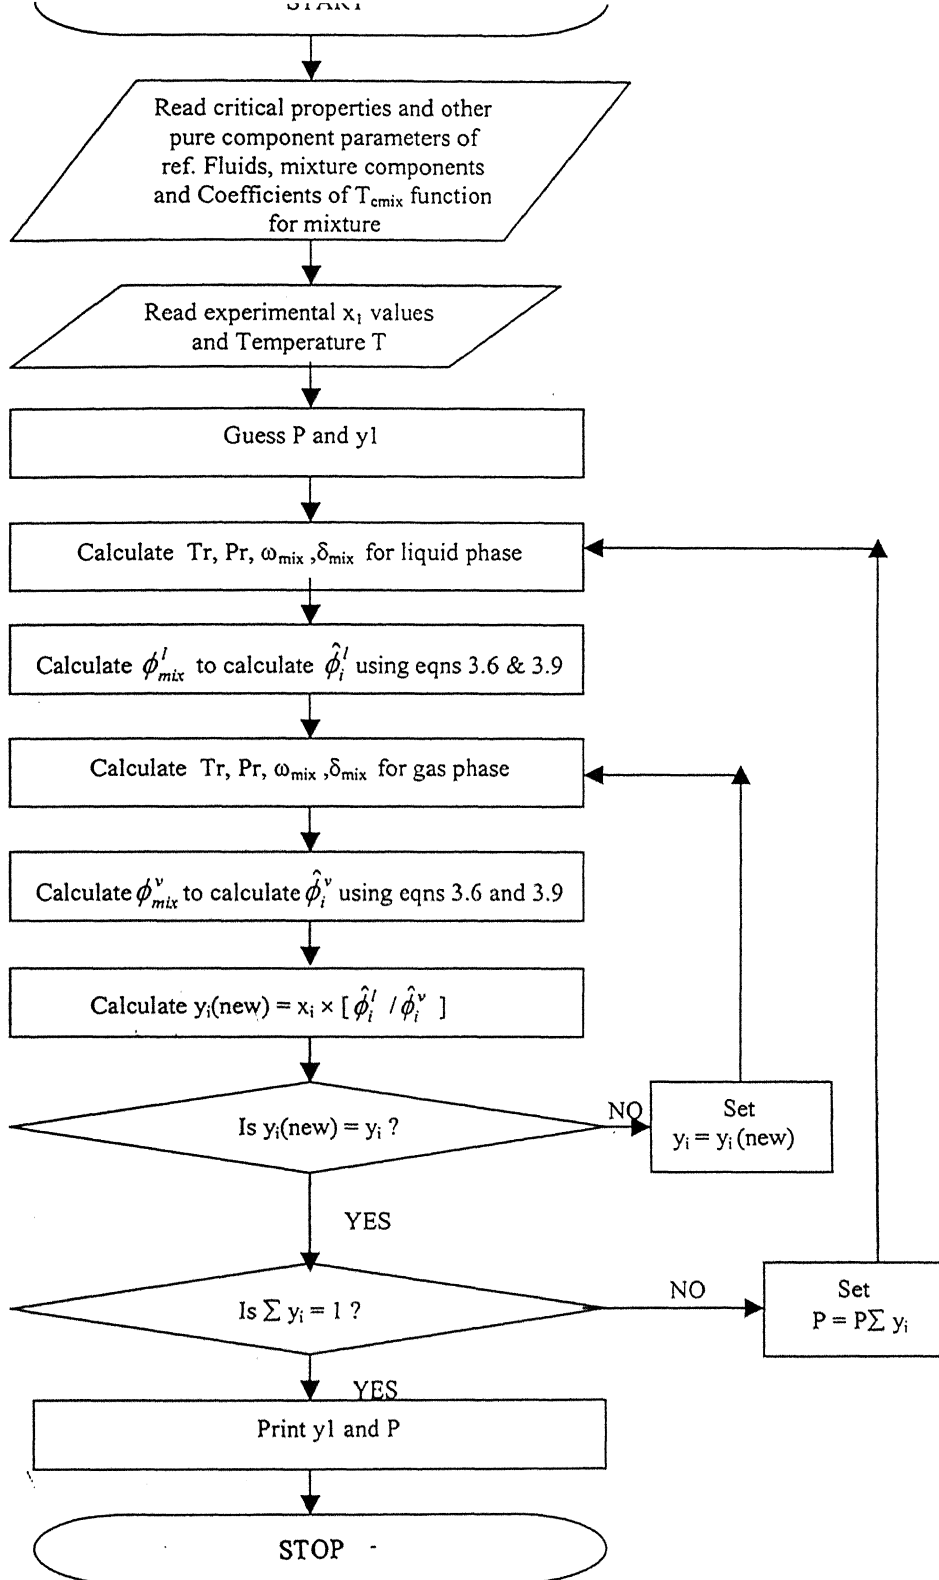 START
Read critical properties and other
pure component parameters of
ref. Fluids, mixture components
and Coefficients of T_cmix function
for mixture
Read experimental x₁ values
and Temperature T
Guess P and y1
Calculate Tr, Pr, ω_mix ,δ_mix for liquid phase
Calculate ϕ^l_mix to calculate ϕ̂^l_i using eqns 3.6 & 3.9
Calculate Tr, Pr, ω_mix ,δ_mix for gas phase
Calculate ϕ^v_mix to calculate ϕ̂^v_i using eqns 3.6 and 3.9
Calculate y_i(new) = x_i × [ ϕ̂^l_i / ϕ̂^v_i ]
Is y_i(new) = y_i ?
NO
Set
y_i = y_i (new)
YES
Is ∑ y_i = 1 ?
NO
Set
P = P∑ y_i
YES
Print y1 and P
STOP